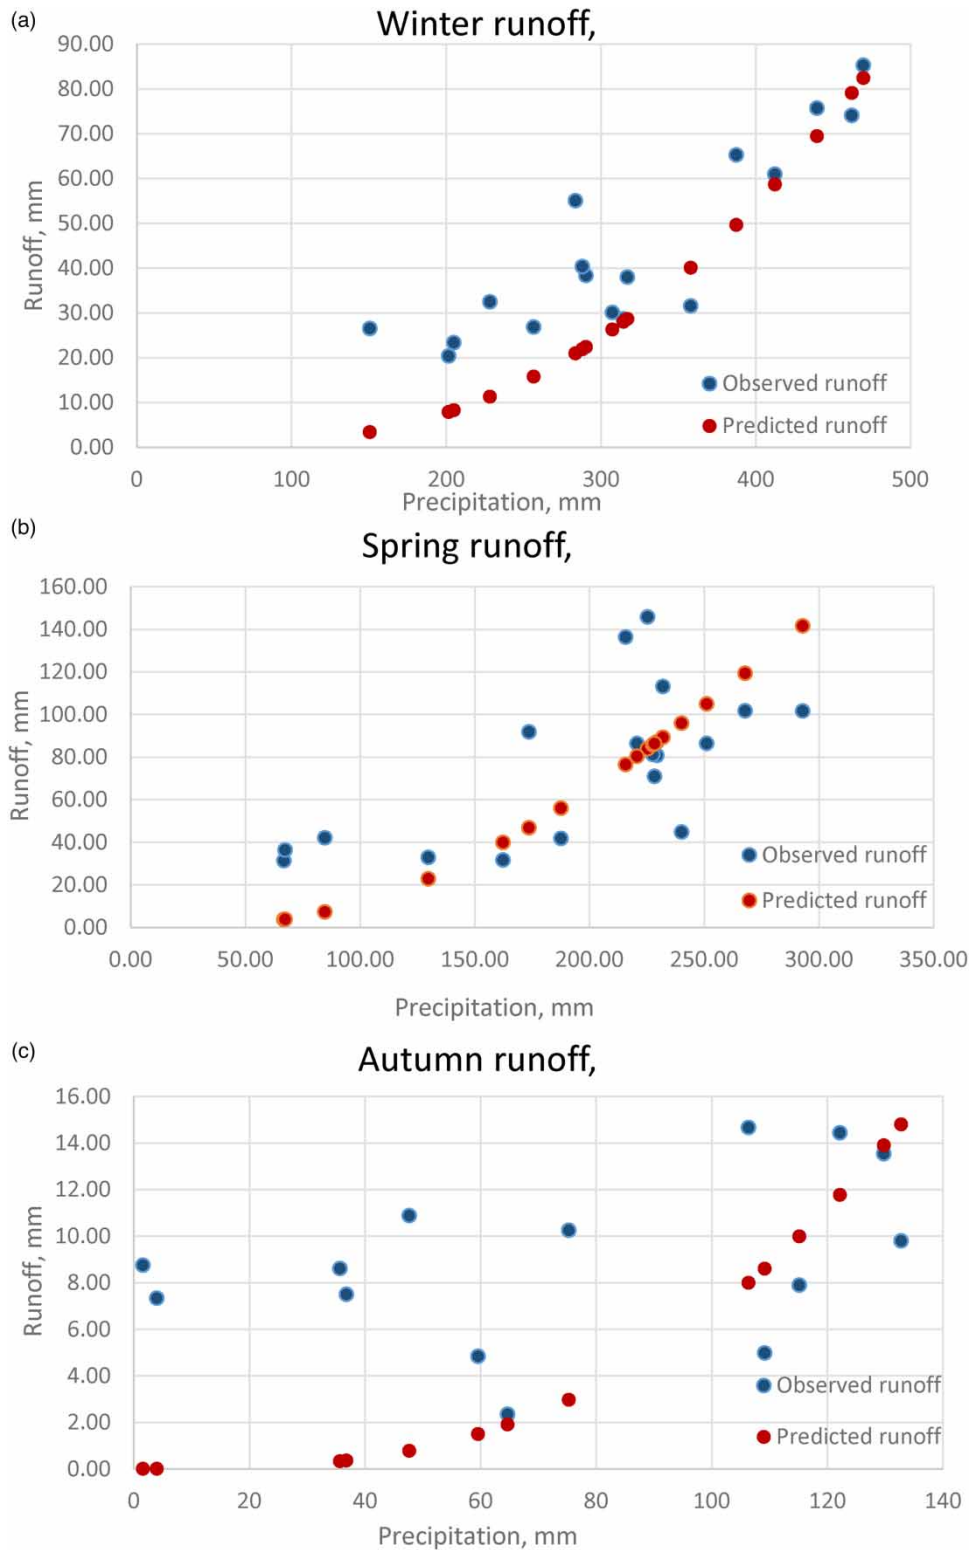 (a)
Winter runoff,
90.00
80.00
70.00
60.00
50.00
40.00
30.00
20.00
10.00
0.00
Runoff, mm
Observed runoff
Predicted runoff
0 100 200 300 400 500
Precipitation, mm
(b)
Spring runoff,
160.00
140.00
120.00
100.00
80.00
60.00
40.00
20.00
0.00
Runoff, mm
Observed runoff
Predicted runoff
0.00 50.00 100.00 150.00 200.00 250.00 300.00 350.00
Precipitation, mm
(c)
Autumn runoff,
16.00
14.00
12.00
10.00
8.00
6.00
4.00
2.00
0.00
Runoff, mm
Observed runoff
Predicted runoff
0 20 40 60 80 100 120 140
Precipitation, mm